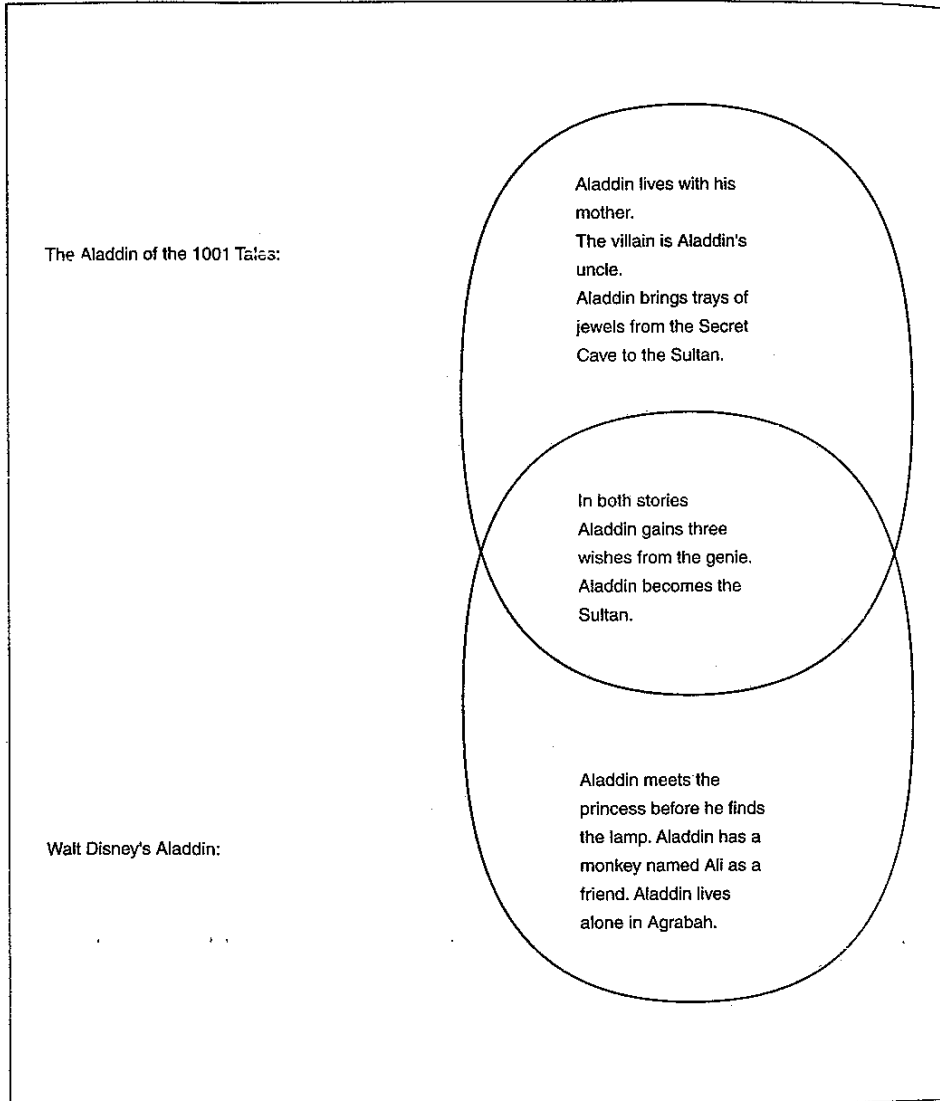 Aladdin lives with his
mother.
The Aladdin of the 1001 Tales:
The villain is Aladdin's
uncle.
Aladdin brings trays of
jewels from the Secret
Cave to the Sultan.
In both stories
Aladdin gains three
wishes from the genie.
Aladdin becomes the
Sultan.
Aladdin meets the
princess before he finds
the lamp. Aladdin has a
Walt Disney's Aladdin:
monkey named Ali as a
friend. Aladdin lives
alone in Agrabah.